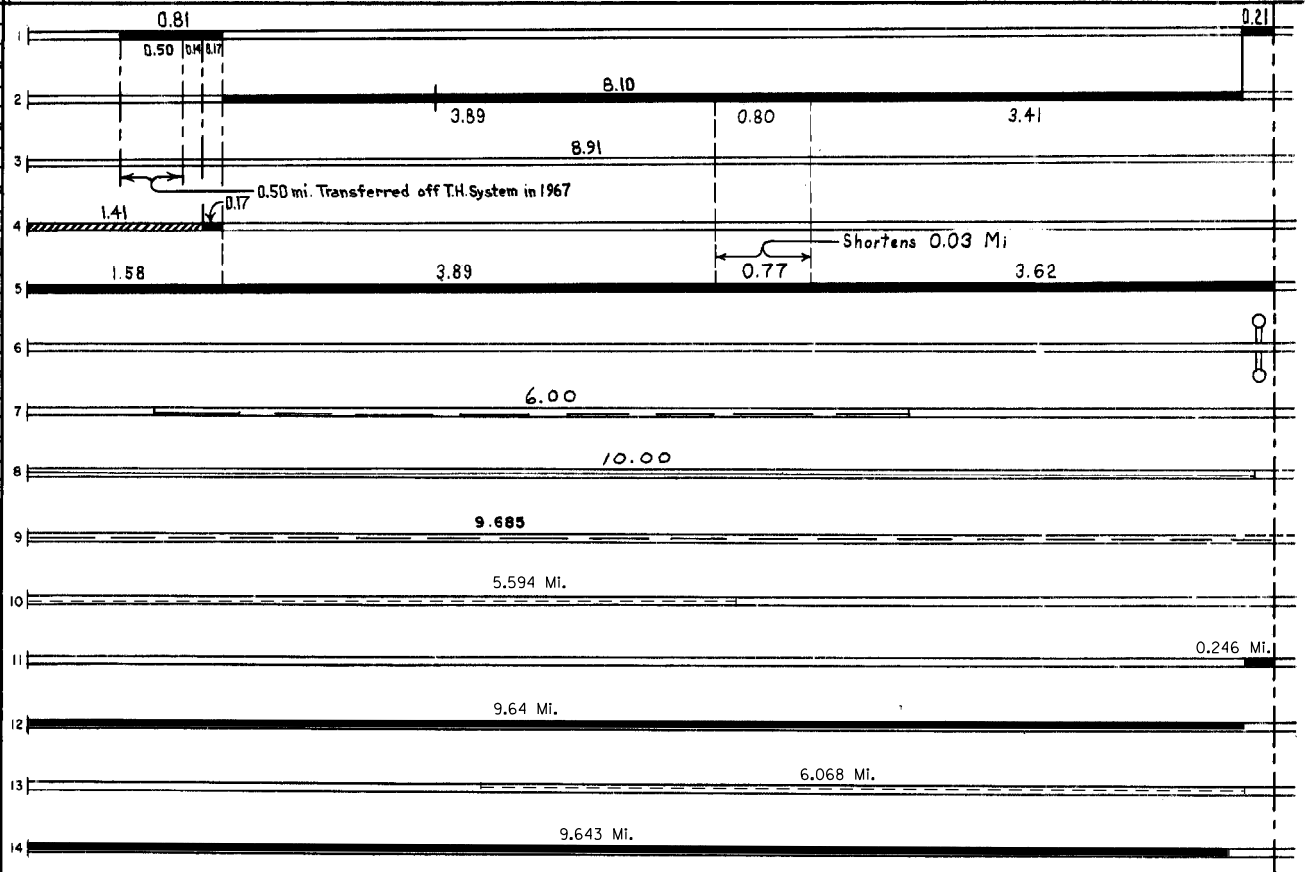 0.81 0.21
1
0.50 0.14 0.17
8.10
2
3.89 0.80 3.41
8.91
3
0.50 mi. Transferred off T.H. System in 1967
1.41 0.17
4
Shortens 0.03 Mi
1.58 3.89 0.77 3.62
5
6
6.00
7
10.00
8
9.685
9
5.594 Mi.
10
0.246 Mi.
11
9.64 Mi.
12
6.068 Mi.
13
9.643 Mi.
14